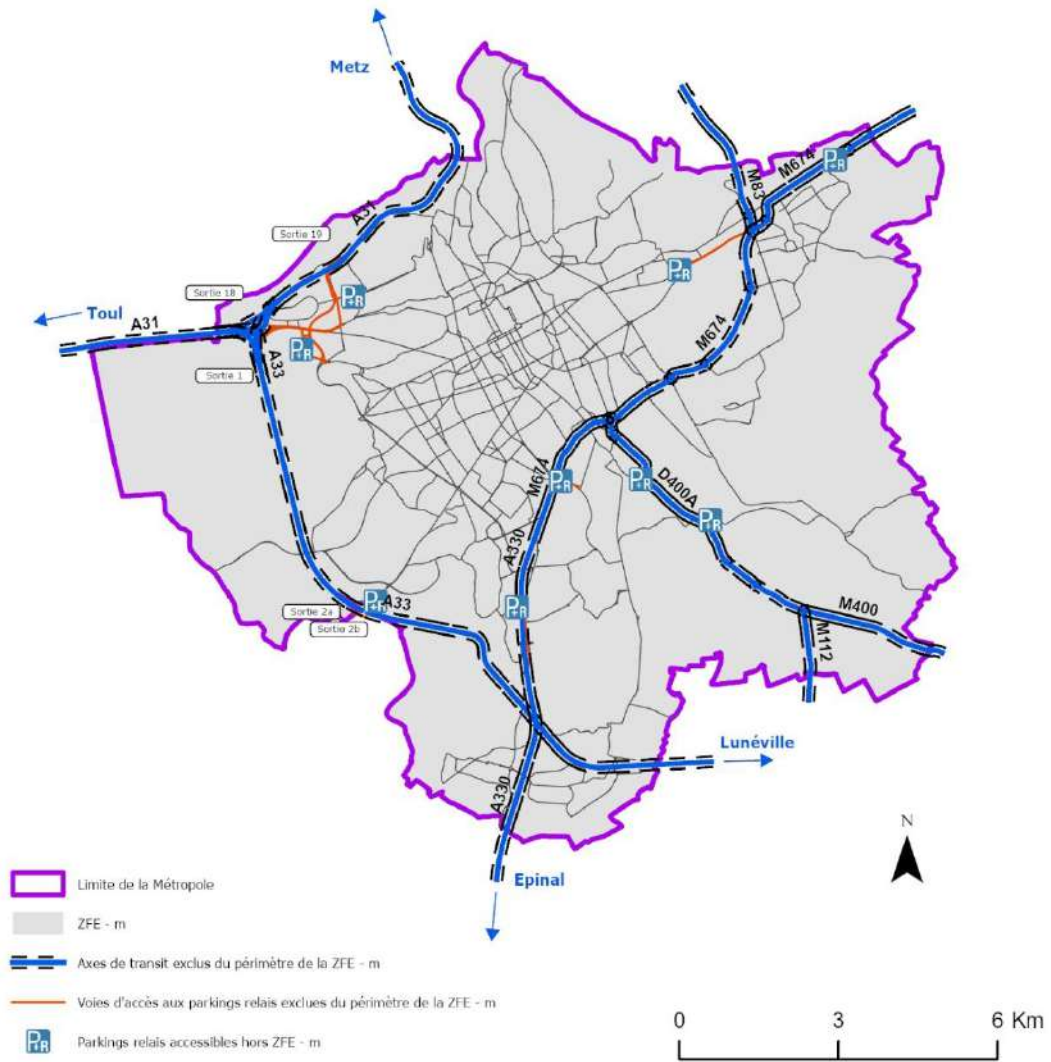 Metz
M83
M674
P+R
A31
Sortie 19
P+R
Sortie 18
P+R
Toul
A31
A33
P+R
Sortie 1
M674
M674
P+R
P+R
D400A
P+R
A330
P+R
A33
P+R
Sortie 2a
Sortie 2b
M400
M112
Lunéville
A330
Epinal
N
Limite de la Métropole
ZFE - m
Axes de transit exclus du périmètre de la ZFE - m
Voies d'accès aux parkings relais exclues du périmètre de la ZFE - m
P+R Parkings relais accessibles hors ZFE - m
0 3 6 Km